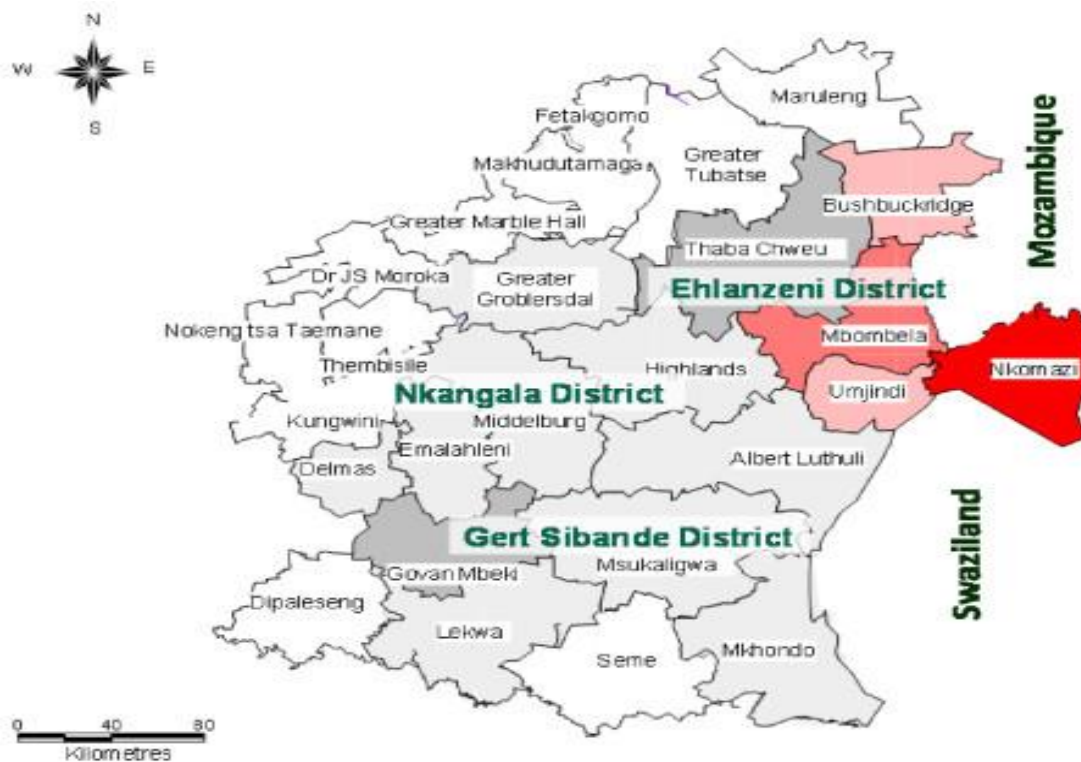 N
W
E
S
Maruleng
Mozambique
Fetakgomo
Makhudutamaga
Greater
Tubatse
Bushbuckridge
Greater Marble Hall
Thaba Chweu
Dr JS Moroka
Greater
Groblersdal
Ehlanzeni District
Nokeng tsa Taemane
Mbombela
Thembisile
Highlands
Nkomazi
Nkangala District
Umjindi
Kungwini
Middelburg
Emalahleni
Albert Luthuli
Delmas
Swaziland
Gert Sibande District
Msukaligwa
Govan Mbeki
Dipaleseng
Lekwa
Seme
Mkhondo
0 40 80
Kilometres